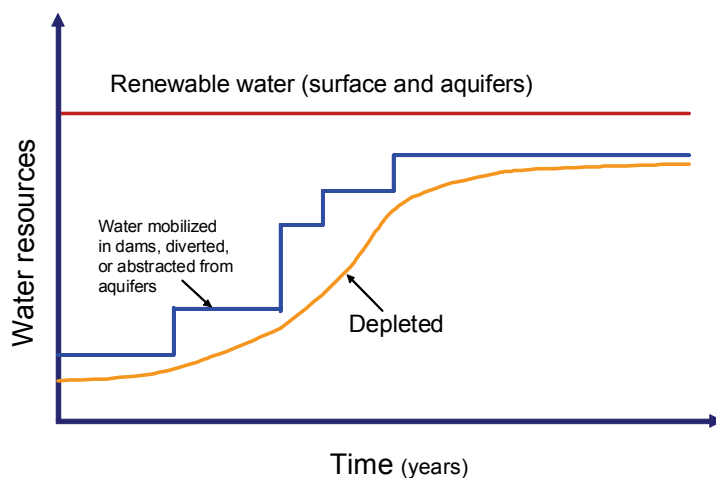 Renewable water (surface and aquifers)
Water resources
Water mobilized
in dams, diverted,
or abstracted from
aquifers
Depleted
Time (years)